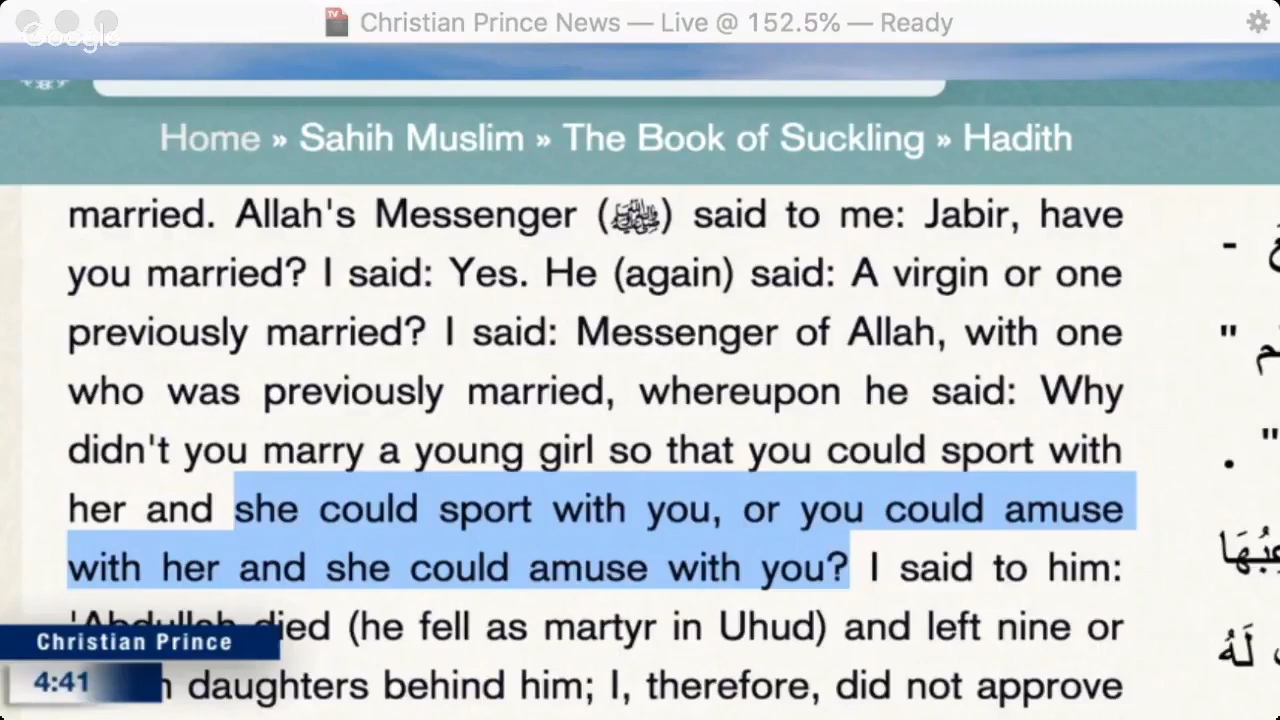 Christian Prince News — Live @ 152.5% — Ready
Google
Home » Sahih Muslim » The Book of Suckling » Hadith
married. Allah's Messenger (ﷺ) said to me: Jabir, have
you married? I said: Yes. He (again) said: A virgin or one
previously married? I said: Messenger of Allah, with one
who was previously married, whereupon he said: Why
didn't you marry a young girl so that you could sport with
her and she could sport with you, or you could amuse
with her and she could amuse with you? I said to him:
'Abdullah died (he fell as martyr in Uhud) and left nine or
daughters behind him; I, therefore, did not approve
لَهُ
Christian Prince
4:41